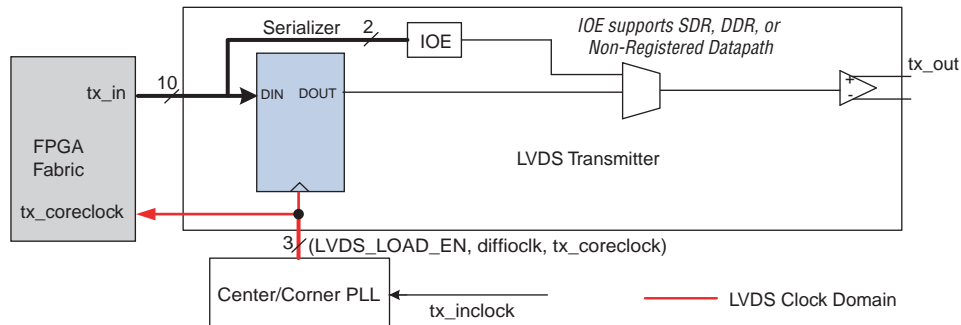 Serializer
2
IOE
IOE supports SDR, DDR, or
Non-Registered Datapath
tx_out
10
tx_in
DIN
DOUT
+
-
FPGA
Fabric
LVDS Transmitter
tx_coreclock
3
(LVDS_LOAD_EN, diffioclk, tx_coreclock)
Center/Corner PLL
tx_inclock
LVDS Clock Domain